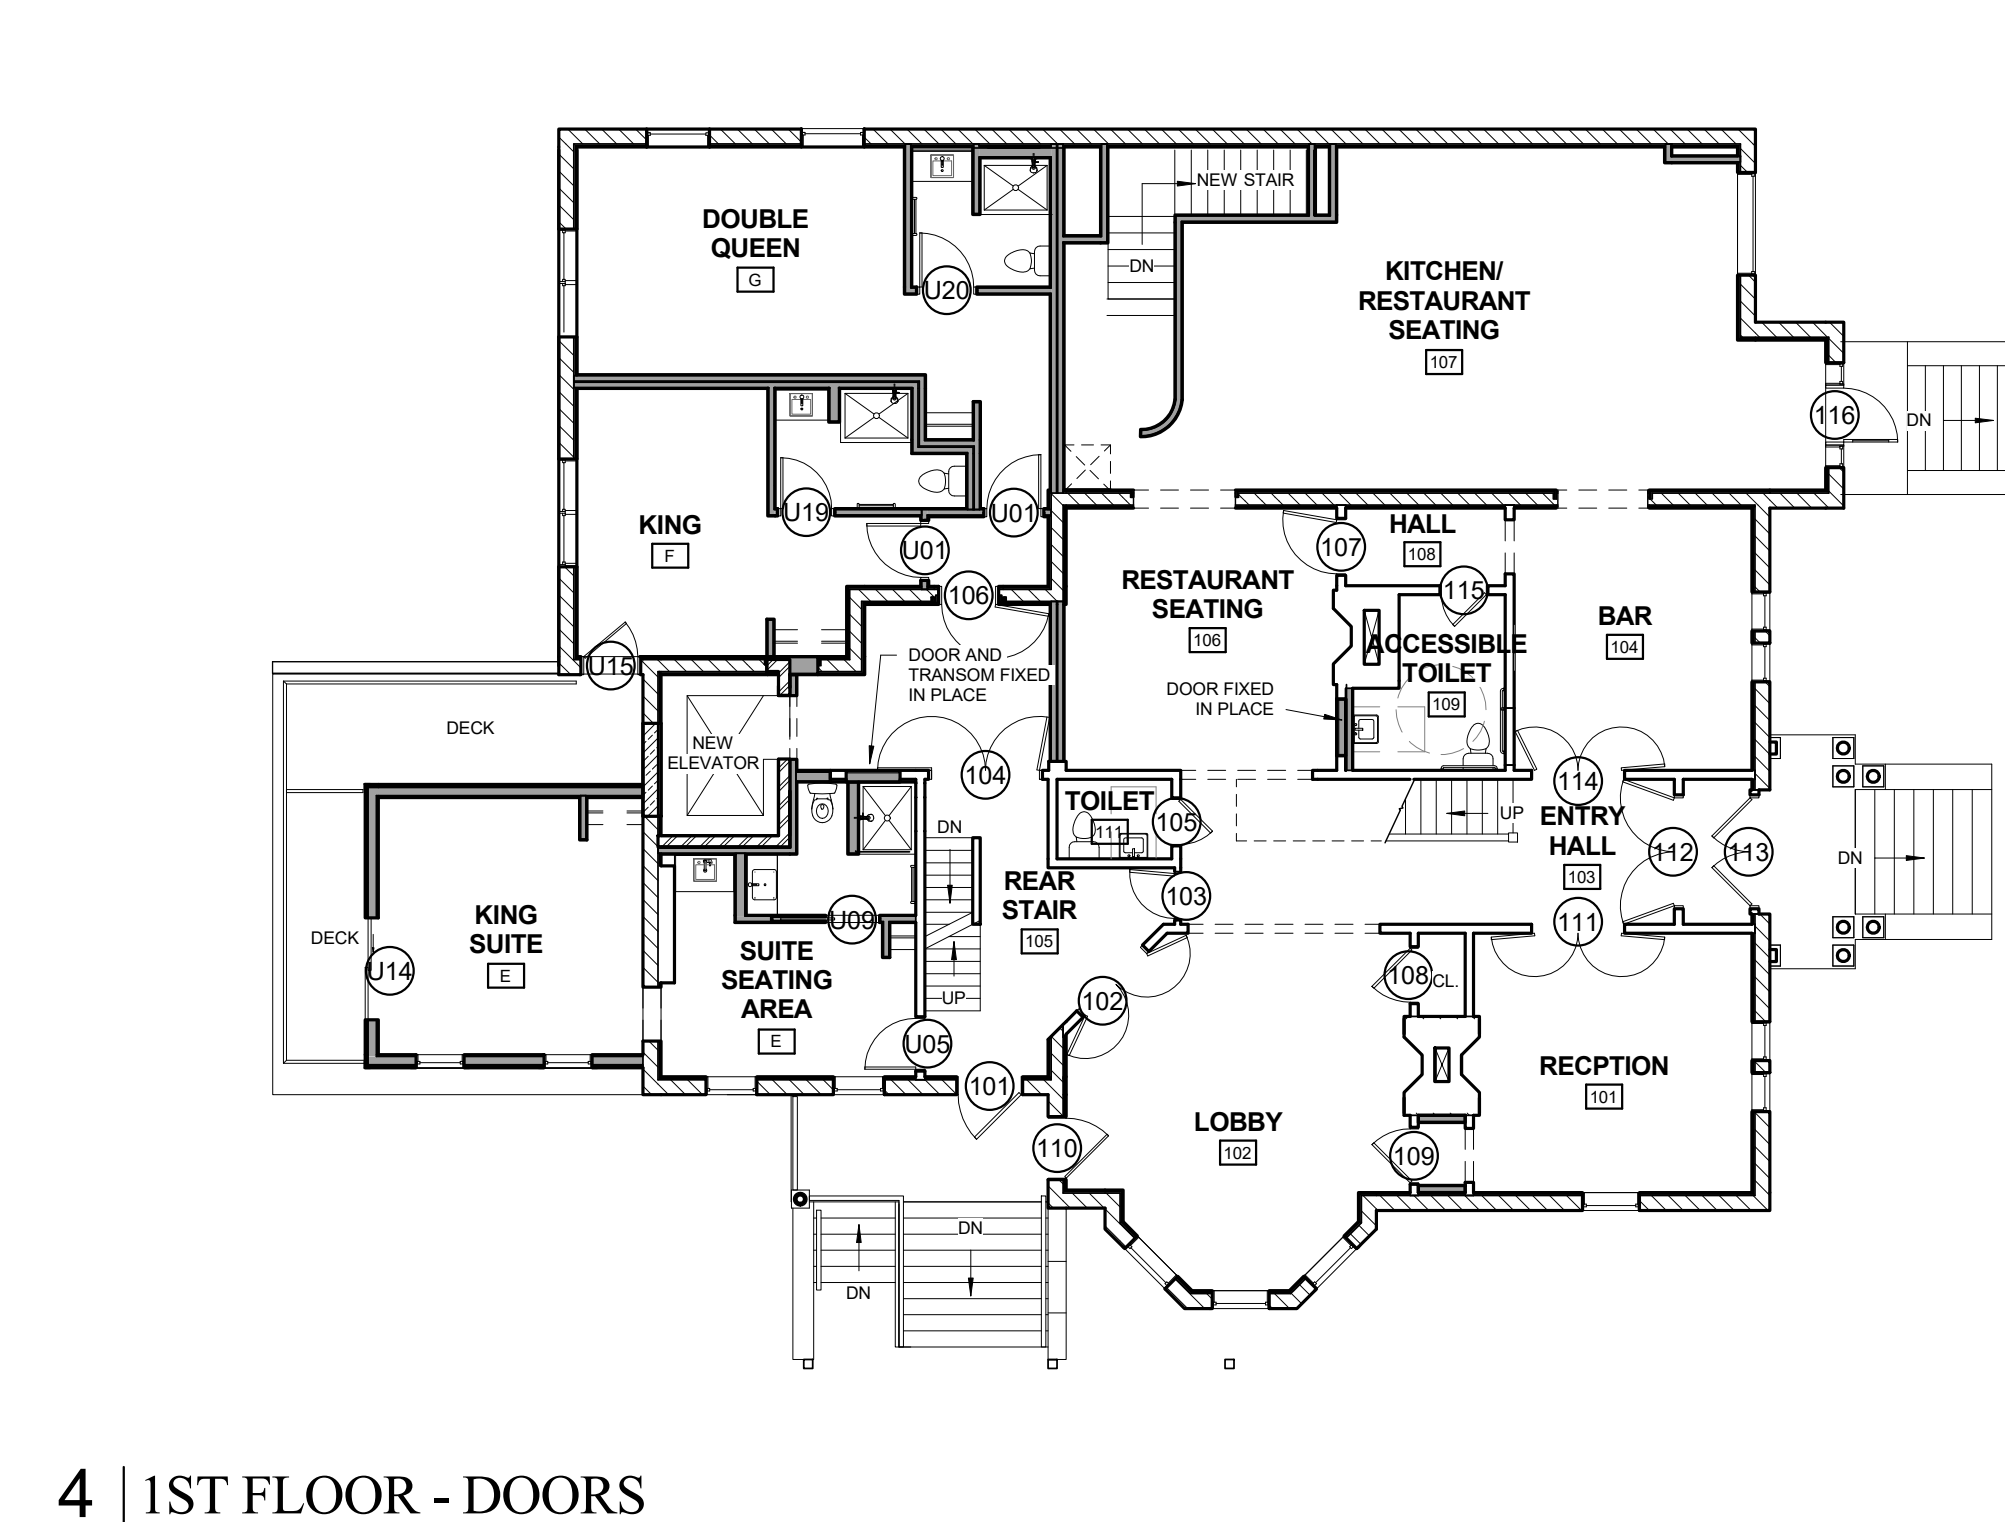 NEW STAIR
DN
DOUBLE
QUEEN
G
U20
KITCHEN/
RESTAURANT
SEATING
107
116
DN
KING
F
U19
U01
U01
106
107
HALL
108
115
RESTAURANT
SEATING
106
BAR
104
ACCESSIBLE
TOILET
109
U15
DOOR AND
TRANSOM FIXED
IN PLACE
DOOR FIXED
IN PLACE
DECK
NEW
ELEVATOR
104
114
TOILET
111
105
UP
ENTRY
HALL
103
112
113
DN
DN
REAR
STAIR
105
103
111
KING
SUITE
E
DECK
U14
U09
SUITE
SEATING
AREA
E
UP
102
108
CL.
U05
101
RECPTION
101
LOBBY
102
110
109
DN
DN
4
1ST FLOOR - DOORS